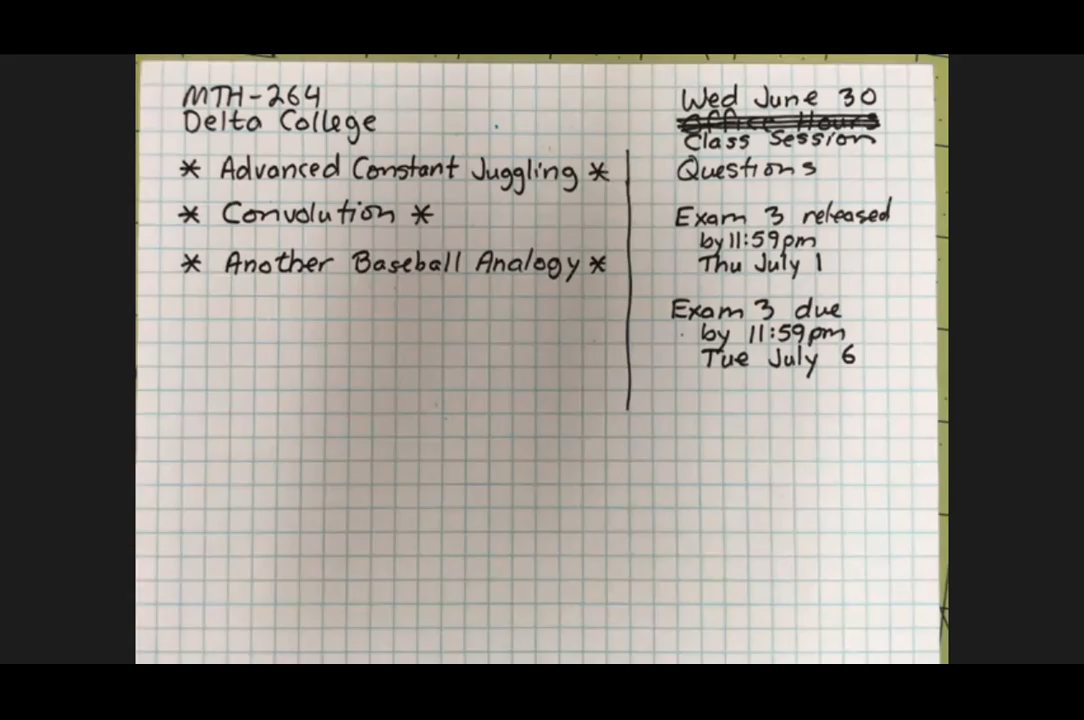 MTH-264
Delta College
* Advanced Constant Juggling *
* Convolution *
* Another Baseball Analogy *
Wed June 30
Office Hours
Class Session
Questions
Exam 3 released
by 11:59pm
Thu July 1
Exam 3 due
by 11:59pm
Tue July 6